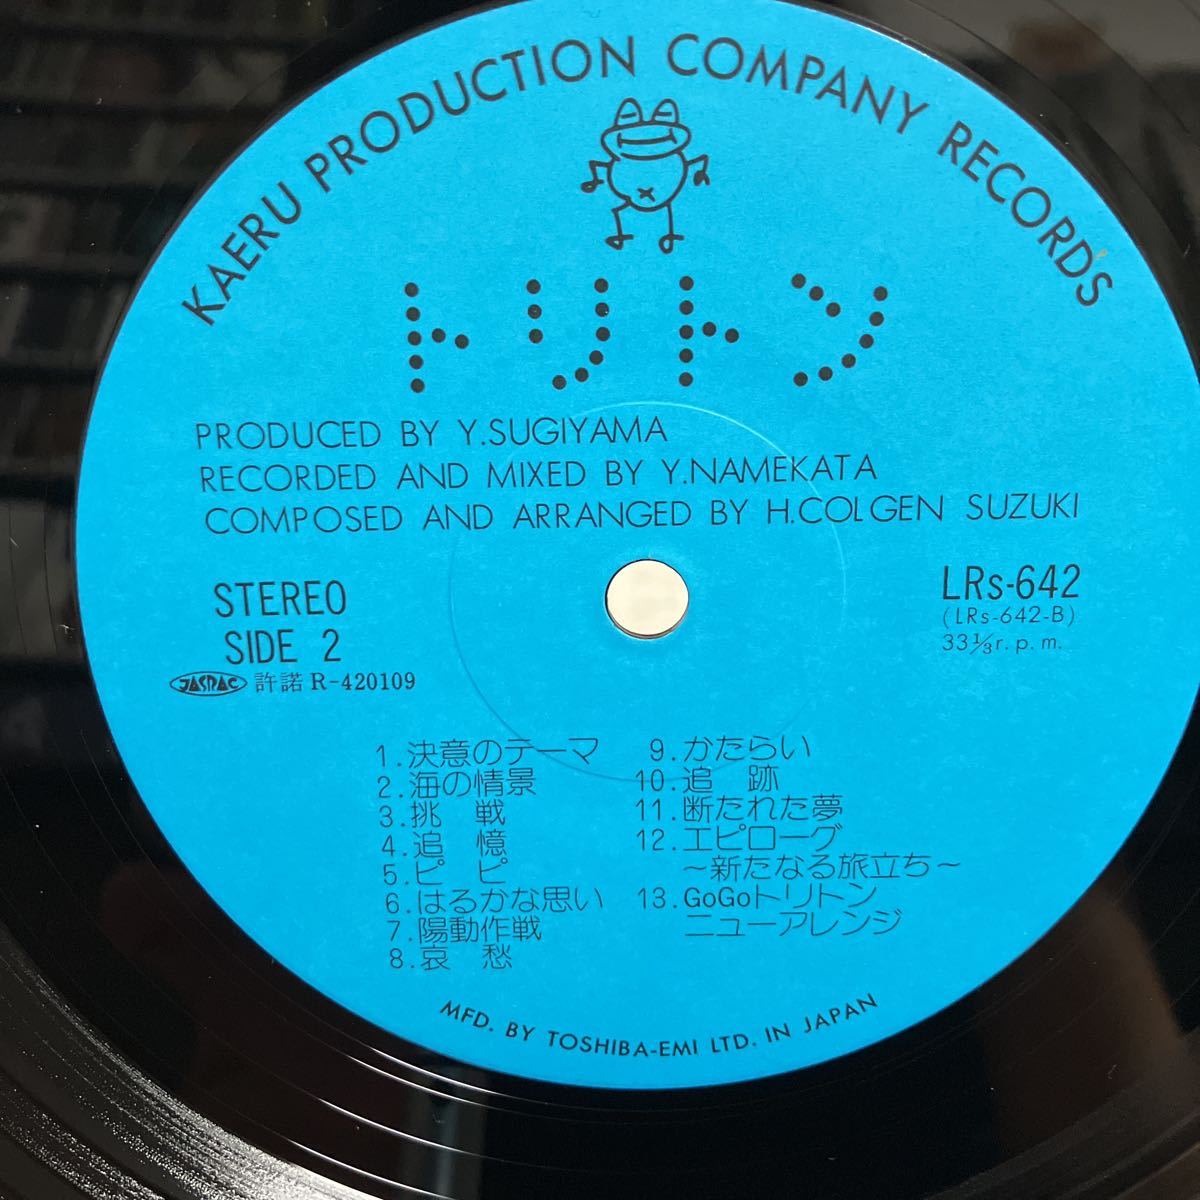 KAERU PRODUCTION COMPANY RECORD'S
トリトン
PRODUCED BY Y.SUGIYAMA
RECORDED AND MIXED BY Y.NAMEKATA
COMPOSED AND ARRANGED BY H.COLGEN SUZUKI
STEREO
SIDE 2
JASRAC 許諾 R-420109
LRs-642
(LRs-642-B)
33⅓r.p.m.
1.決意のテーマ
2.海の情景
3.挑 戦
4.追 憶
5.ピ ピ
6.はるかな思い
7.陽動作戦
8.哀 愁
9.かたらい
10.追 跡
11.断たれた夢
12.エピローグ
～新たなる旅立ち～
13.GoGoトリトン
ニューアレンジ
MFD. BY TOSHIBA-EMI LTD. IN JAPAN